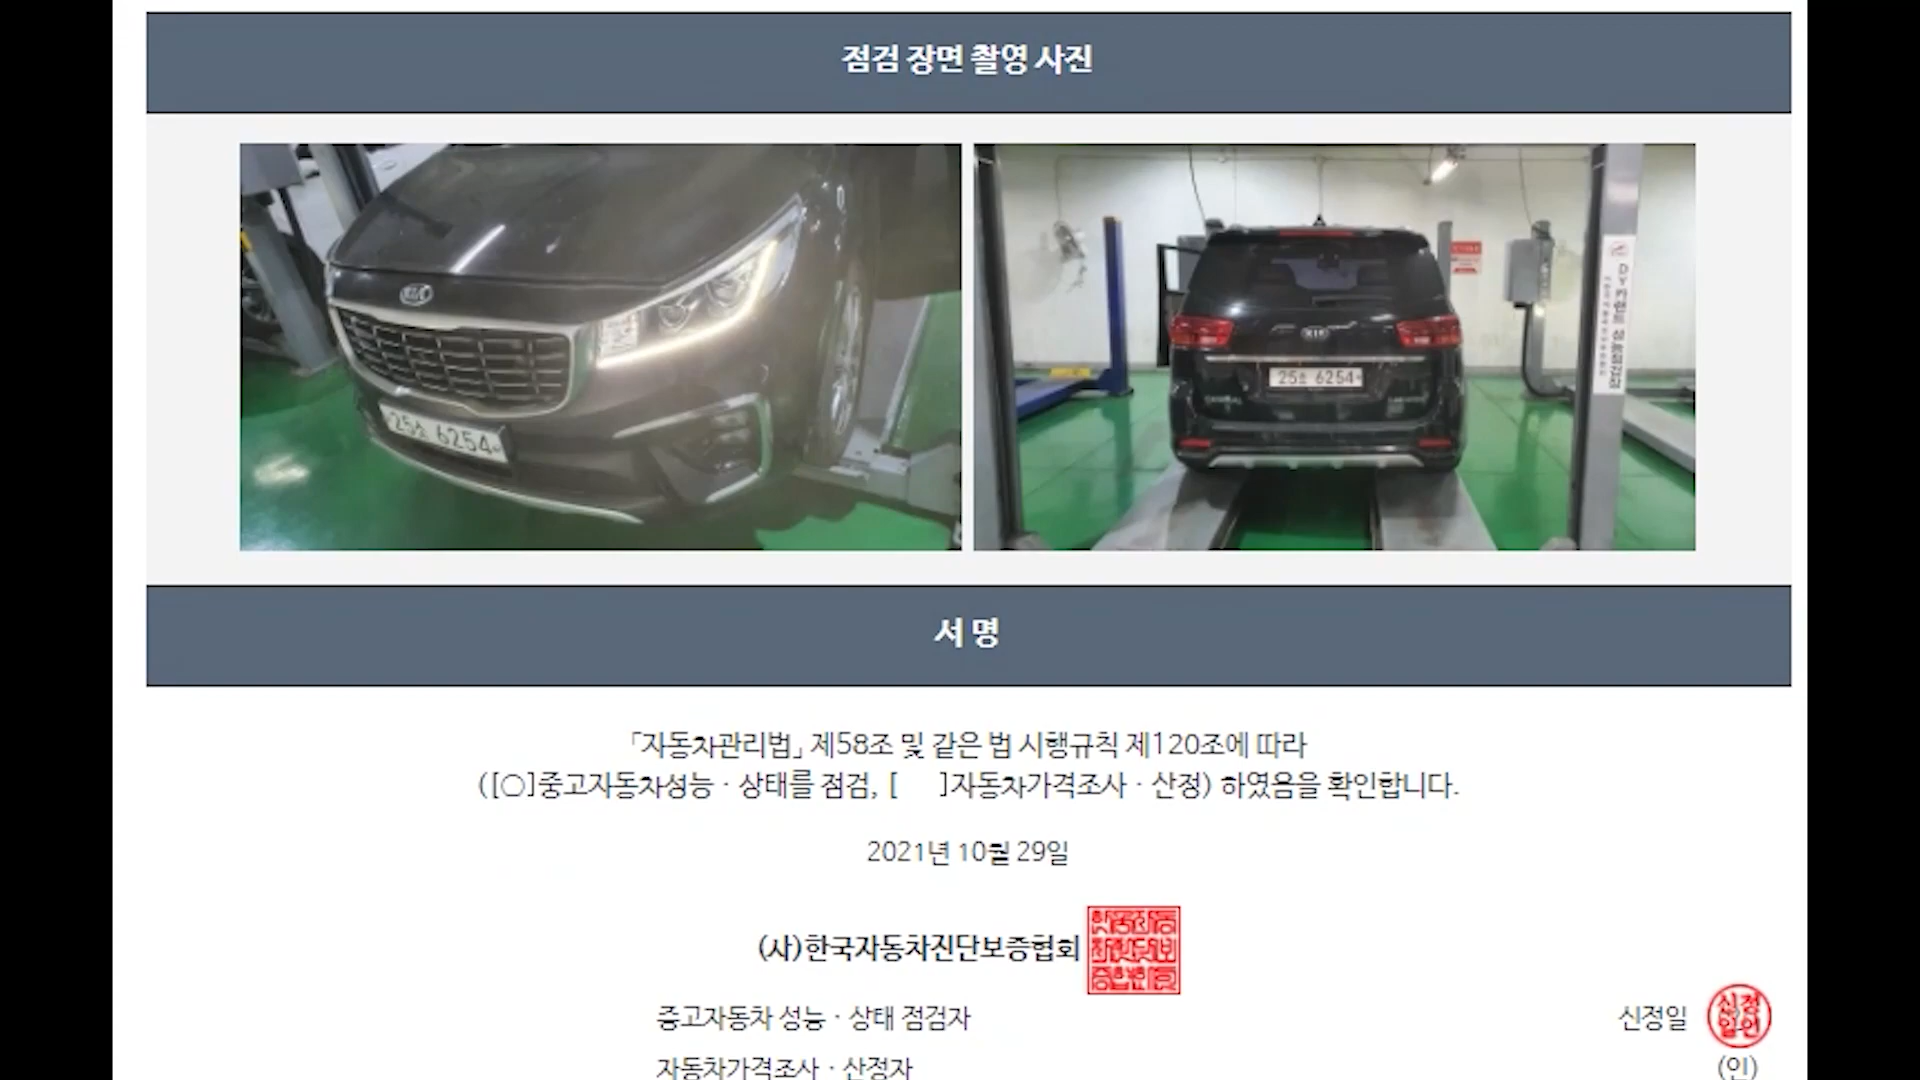 점검 장면 촬영 사진
KIA
25소 6254
KIA
25소 6254
서 명
「자동차관리법」 제58조 및 같은 법 시행규칙 제120조에 따라
([○]중고자동차성능 · 상태를 점검, [ ]자동차가격조사 · 산정) 하였음을 확인합니다.
2021년 10월 29일
(사)한국자동차진단보증협회
중고자동차 성능 · 상태 점검자 신정일
신정
일인
자동차가격조사 · 산정자 (인)